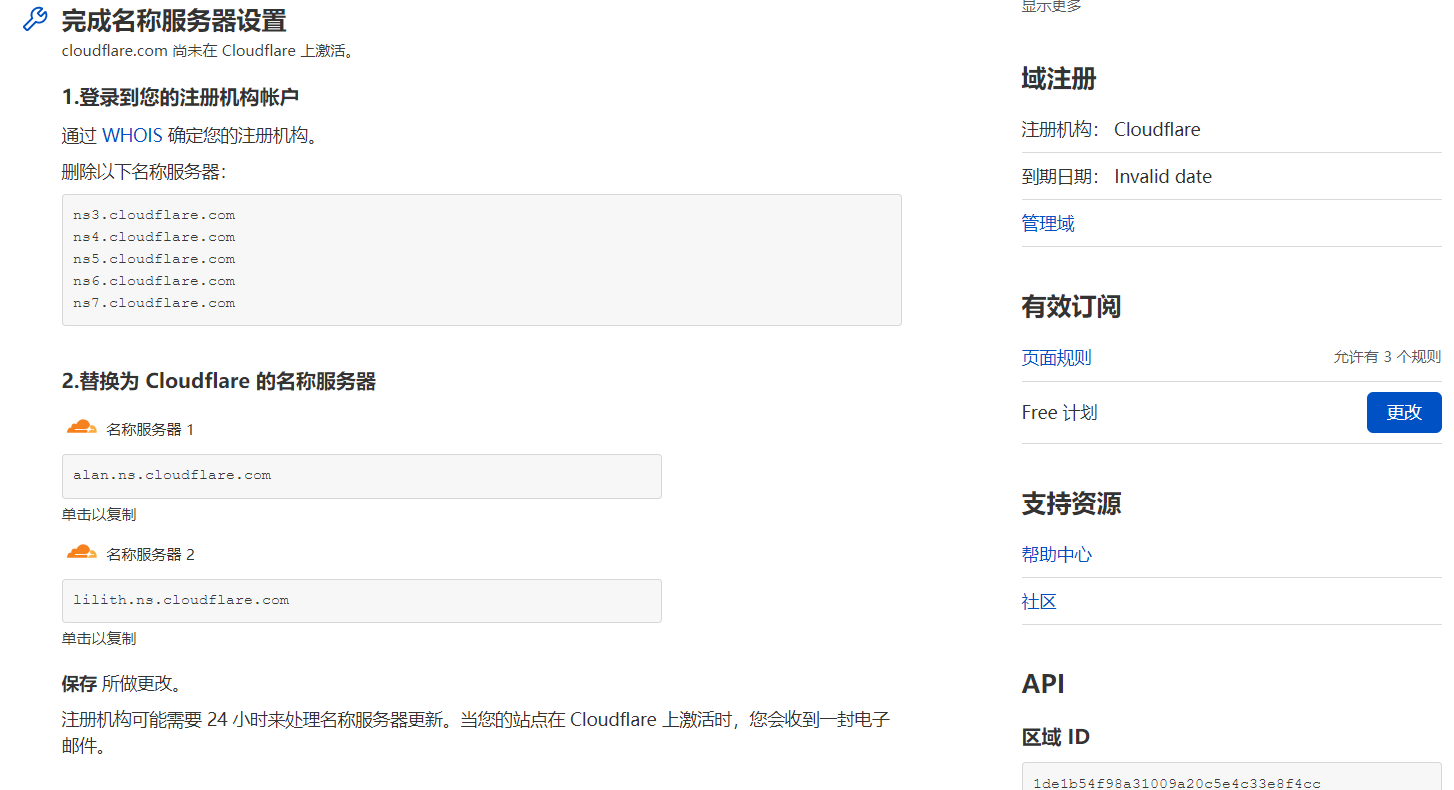 完成名称服务器设置
cloudflare.com 尚未在 Cloudflare 上激活。
1.登录到您的注册机构帐户
通过 WHOIS 确定您的注册机构。
删除以下名称服务器：
ns3.cloudflare.com
ns4.cloudflare.com
ns5.cloudflare.com
ns6.cloudflare.com
ns7.cloudflare.com
2.替换为 Cloudflare 的名称服务器
名称服务器 1
alan.ns.cloudflare.com
单击以复制
名称服务器 2
lilith.ns.cloudflare.com
单击以复制
保存 所做更改。
注册机构可能需要 24 小时来处理名称服务器更新。当您的站点在 Cloudflare 上激活时，您会收到一封电子
邮件。
显示更多
域注册
注册机构： Cloudflare
到期日期： Invalid date
管理域
有效订阅
页面规则 允许有 3 个规则
Free 计划 更改
支持资源
帮助中心
社区
API
区域 ID
1de1b54f98a31009a20c5e4c33e8f4cc